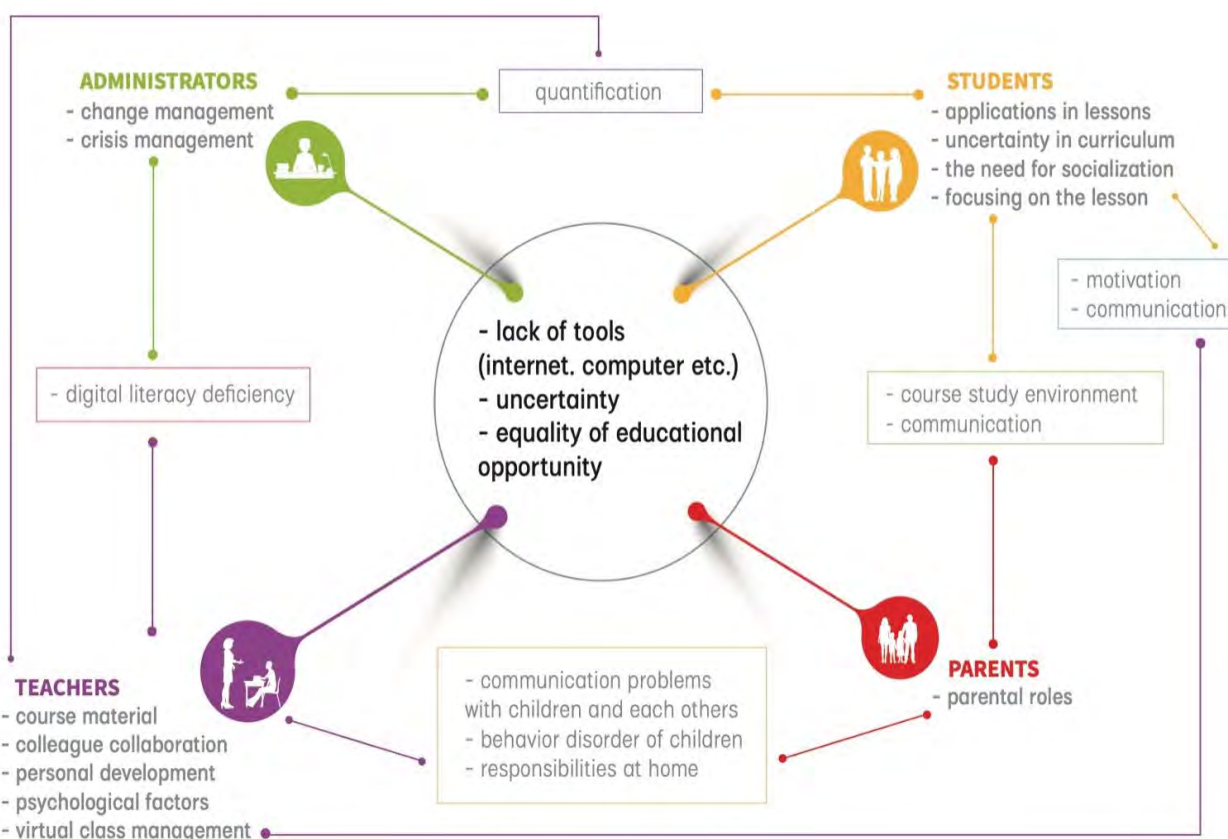 ADMINISTRATORS
- change management
- crisis management
quantification
STUDENTS
- applications in lessons
- uncertainty in curriculum
- the need for socialization
- focusing on the lesson
- motivation
- communication
- lack of tools
(internet. computer etc.)
- uncertainty
- equality of educational
opportunity
- digital literacy deficiency
- course study environment
- communication
TEACHERS
- course material
- colleague collaboration
- personal development
- psychological factors
- virtual class management
- communication problems
with children and each others
- behavior disorder of children
- responsibilities at home
PARENTS
- parental roles